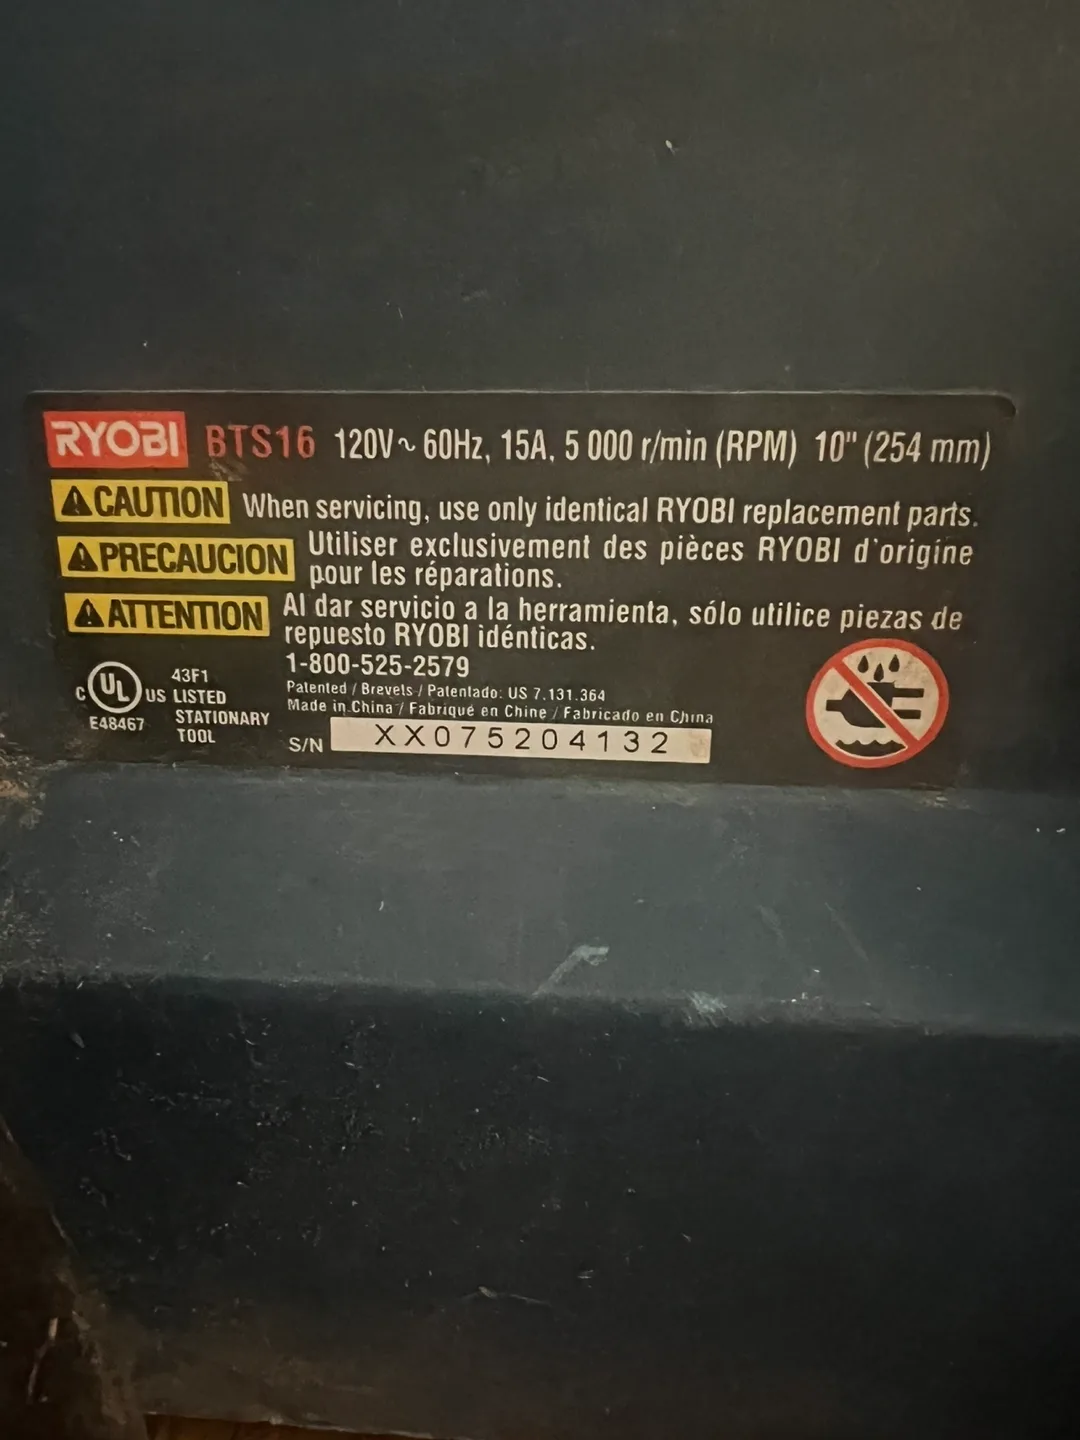 RYOBI BTS16 120V~ 60Hz, 15A, 5 000 r/min (RPM) 10" (254 mm)
CAUTION When servicing, use only identical RYOBI replacement parts.
PRECAUCION Utiliser exclusivement des pièces RYOBI d'origine
pour les réparations.
ATTENTION Al dar servicio a la herramienta, sólo utilice piezas de
repuesto RYOBI idénticas.
1-800-525-2579
Patented / Brevets / Patentado: US 7,131,364
Made in China / Fabriqué en Chine / Fabricado en China
S/N XX075204132
C UL US
E48467
43F1
LISTED
STATIONARY
TOOL